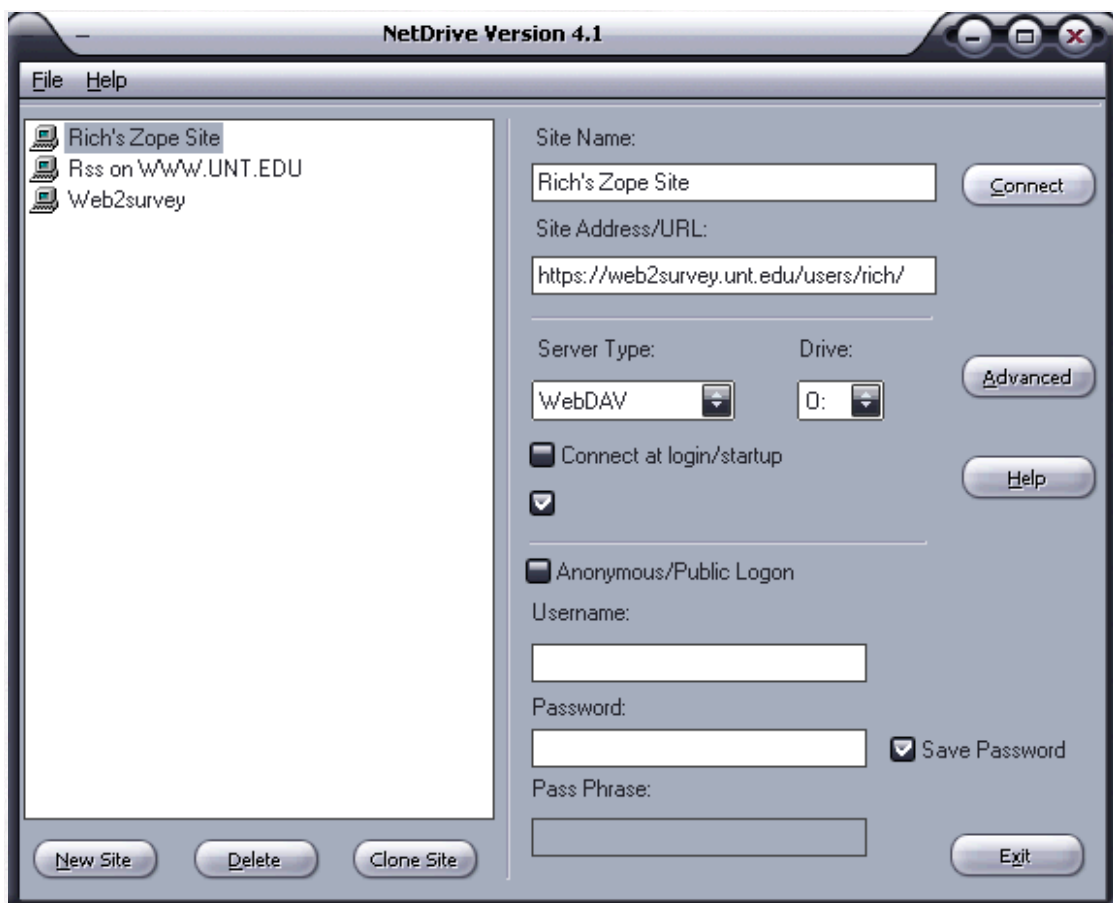 NetDrive Version 4.1
File Help
Rich's Zope Site
Rss on WWW.UNT.EDU
Web2survey
New Site
Delete
Clone Site
Site Name:
Rich's Zope Site
Connect
Site Address/URL:
https://web2survey.unt.edu/users/rich/
Server Type:
Drive:
WebDAV
O:
Advanced
Connect at login/startup
Help
Anonymous/Public Logon
Username:
Password:
Save Password
Pass Phrase:
Exit